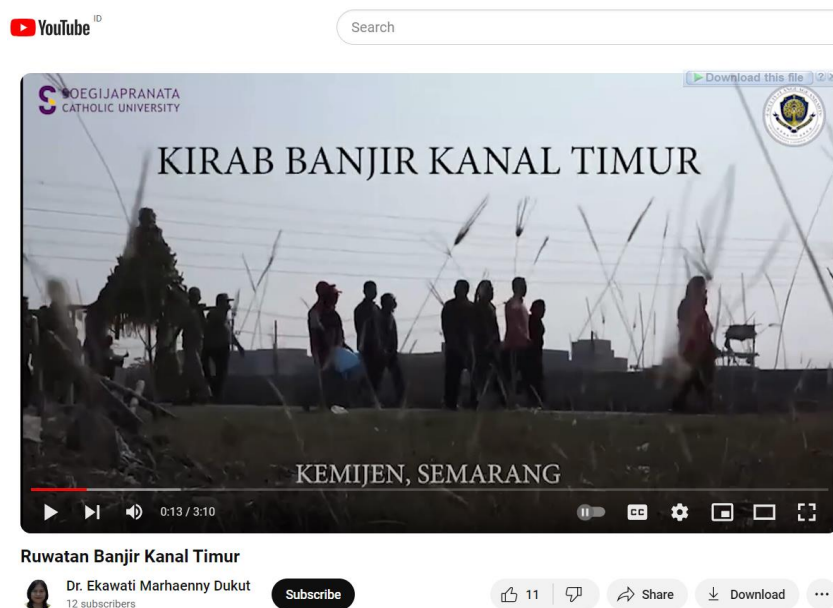 YouTube ID
Search
Download this file
SOEGIJAPRANATA
CATHOLIC UNIVERSITY
KIRAB BANJIR KANAL TIMUR
KEMIJEN, SEMARANG
0:13 / 3:10
CC
Ruwatan Banjir Kanal Timur
Dr. Ekawati Marhaenny Dukut
12 subscribers
Subscribe
11
Share
Download